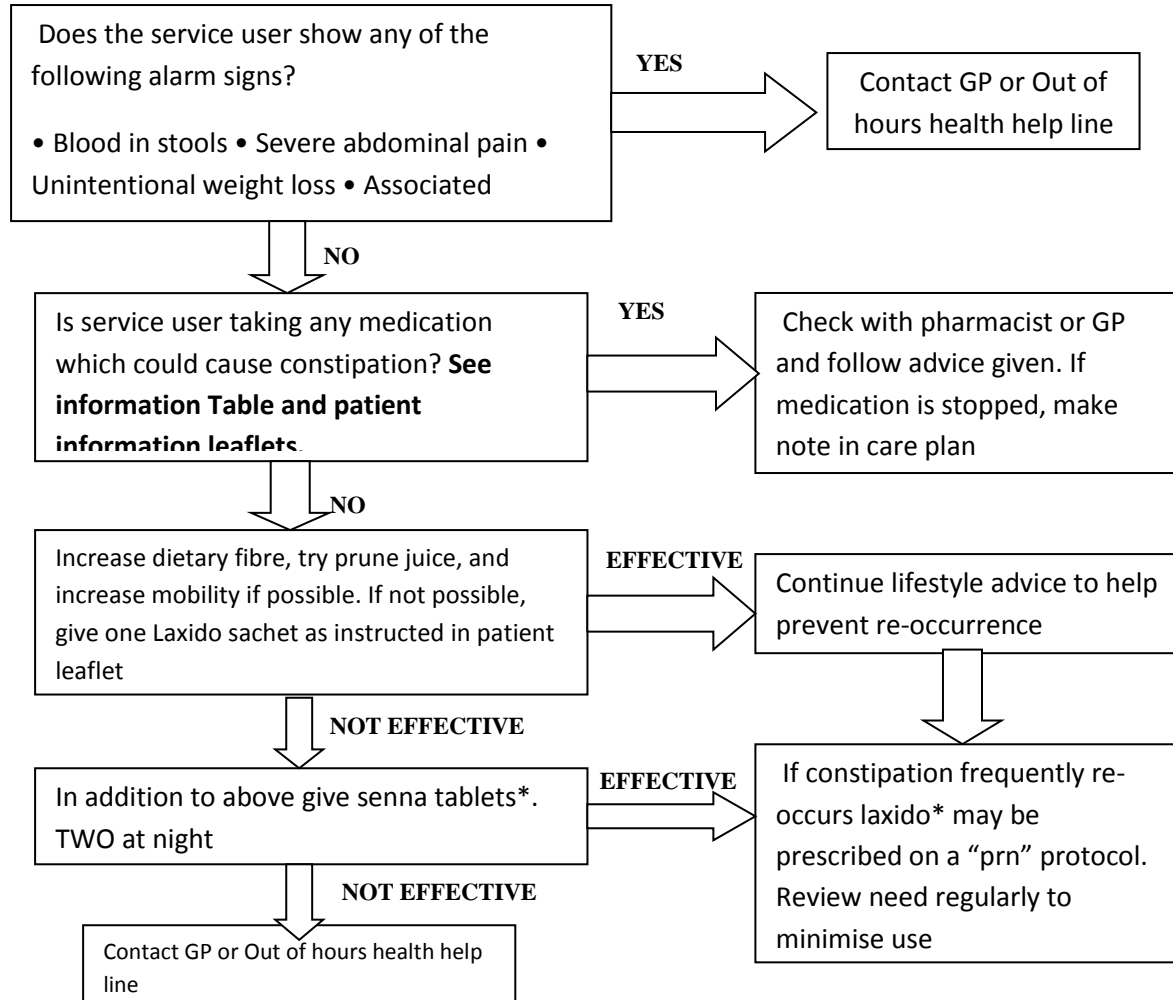 Does the service user show any of the
following alarm signs?
• Blood in stools • Severe abdominal pain •
Unintentional weight loss • Associated
YES
Contact GP or Out of
hours health help line
NO
Is service user taking any medication
which could cause constipation? See
information Table and patient
information leaflets.
YES
Check with pharmacist or GP
and follow advice given. If
medication is stopped, make
note in care plan
NO
Increase dietary fibre, try prune juice, and
increase mobility if possible. If not possible,
give one Laxido sachet as instructed in patient
leaflet
EFFECTIVE
Continue lifestyle advice to help
prevent re-occurrence
NOT EFFECTIVE
In addition to above give senna tablets*.
TWO at night
EFFECTIVE
If constipation frequently re-
occurs laxido* may be
prescribed on a “prn” protocol.
Review need regularly to
minimise use
NOT EFFECTIVE
Contact GP or Out of hours health help
line